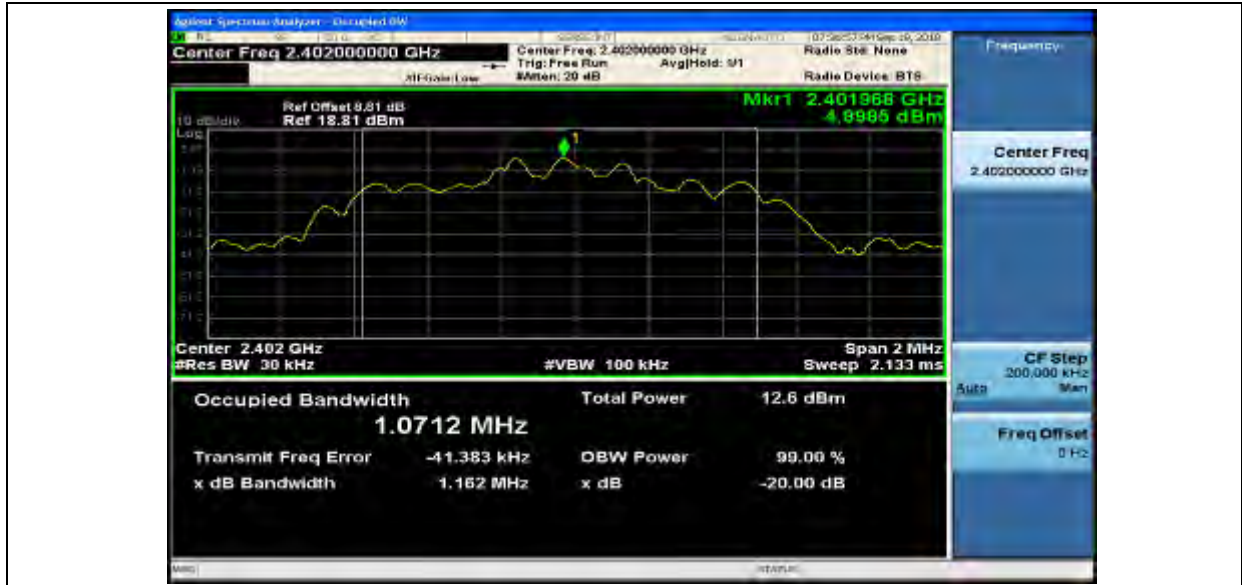 Agilent Spectrum Analyzer - Occupied BW
Center Freq 2.402000000 GHz
Center Freq: 2.402000000 GHz
Trig: Free Run
Avg|Hold: 1/1
#Atten: 20 dB
#IFGain:Low
Radio Std: None
Radio Device: BTS
Frequency
Ref Offset 8.81 dB
10 dB/div
Ref 18.81 dBm
Log
Mkr1 2.401968 GHz
4.8985 dBm
1
Center Freq
2.402000000 GHz
Center 2.402 GHz
Span 2 MHz
#Res BW 30 kHz
#VBW 100 kHz
Sweep 2.133 ms
CF Step
200.000 kHz
Auto Man
Occupied Bandwidth
1.0712 MHz
Total Power 12.6 dBm
Transmit Freq Error -41.383 kHz
OBW Power 99.00 %
x dB Bandwidth 1.162 MHz
x dB -20.00 dB
Freq Offset
0 Hz
MSG
STATUS